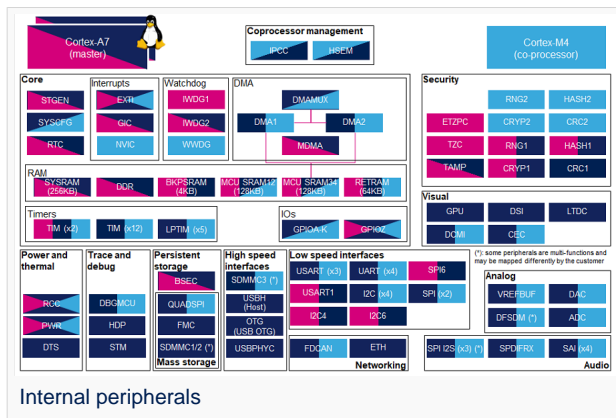 Cortex-A7
(master)
Coprocessor management
IPCC
HSEM
Cortex-M4
(co-processor)
Core
STGEN
SYSCFG
RTC
Interrupts
EXTI
GIC
NVIC
Watchdog
IWDG1
IWDG2
WWDG
DMA
DMAMUX
DMA1
DMA2
MDMA
Security
RNG2
HASH2
ETZPC
CRYP2
CRC2
TZC
RNG1
HASH1
TAMP
CRYP1
CRC1
RAM
SYSRAM
(256KB)
DDR
BKPSRAM
(4KB)
MCU SRAM12
(128KB)
MCU SRAM34
(128KB)
RETRAM
(64KB)
Timers
TIM (x2)
TIM (x12)
LPTIM (x5)
IOs
GPIOA-K
GPIOZ
Visual
GPU
DSI
LTDC
DCMI
CEC
(*): some peripherals are multi-functions and
may be mapped differently by the customer
Power and
thermal
RCC
PWR
DTS
Trace and
debug
DBGMCU
HDP
STM
Persistent
storage
BSEC
QUADSPI
FMC
SDMMC1/2 (*)
Mass storage
High speed
interfaces
SDMMC3 (*)
USBH
(Host)
OTG
(USB OTG)
USBPHYC
Low speed interfaces
USART (x3)
UART (x4)
SPI6
USART1
I2C (x4)
SPI (x2)
I2C4
I2C6
FDCAN
ETH
Networking
Analog
VREFBUF
DAC
DFSDM (*)
ADC
SPI I2S (x3) (*)
SPDIFRX
SAI (x4)
Audio
Internal peripherals